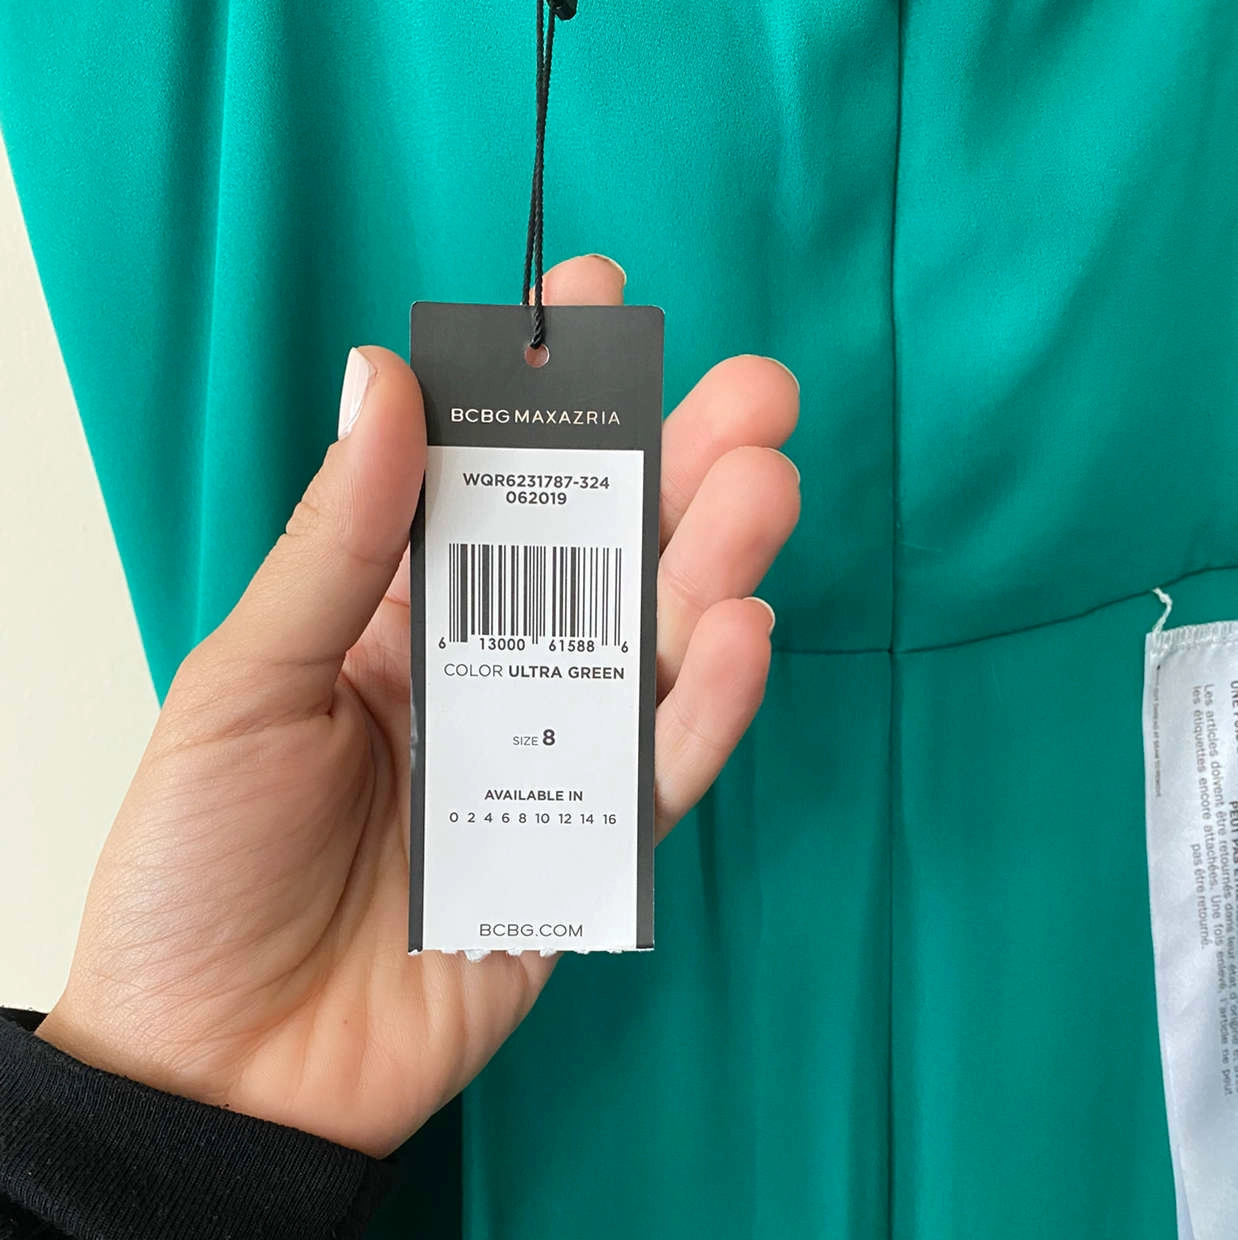 BCBGMAXAZRIA
WQR6231787-324
062019
6 13000 61588 6
COLOR ULTRA GREEN
SIZE 8
AVAILABLE IN
0 2 4 6 8 10 12 14 16
BCBG.COM
Les articles doivent être retournés dans leur état d'origine et
les étiquettes encore attachées. Une fois enlevé, l'article ne peut
pas être retourné.